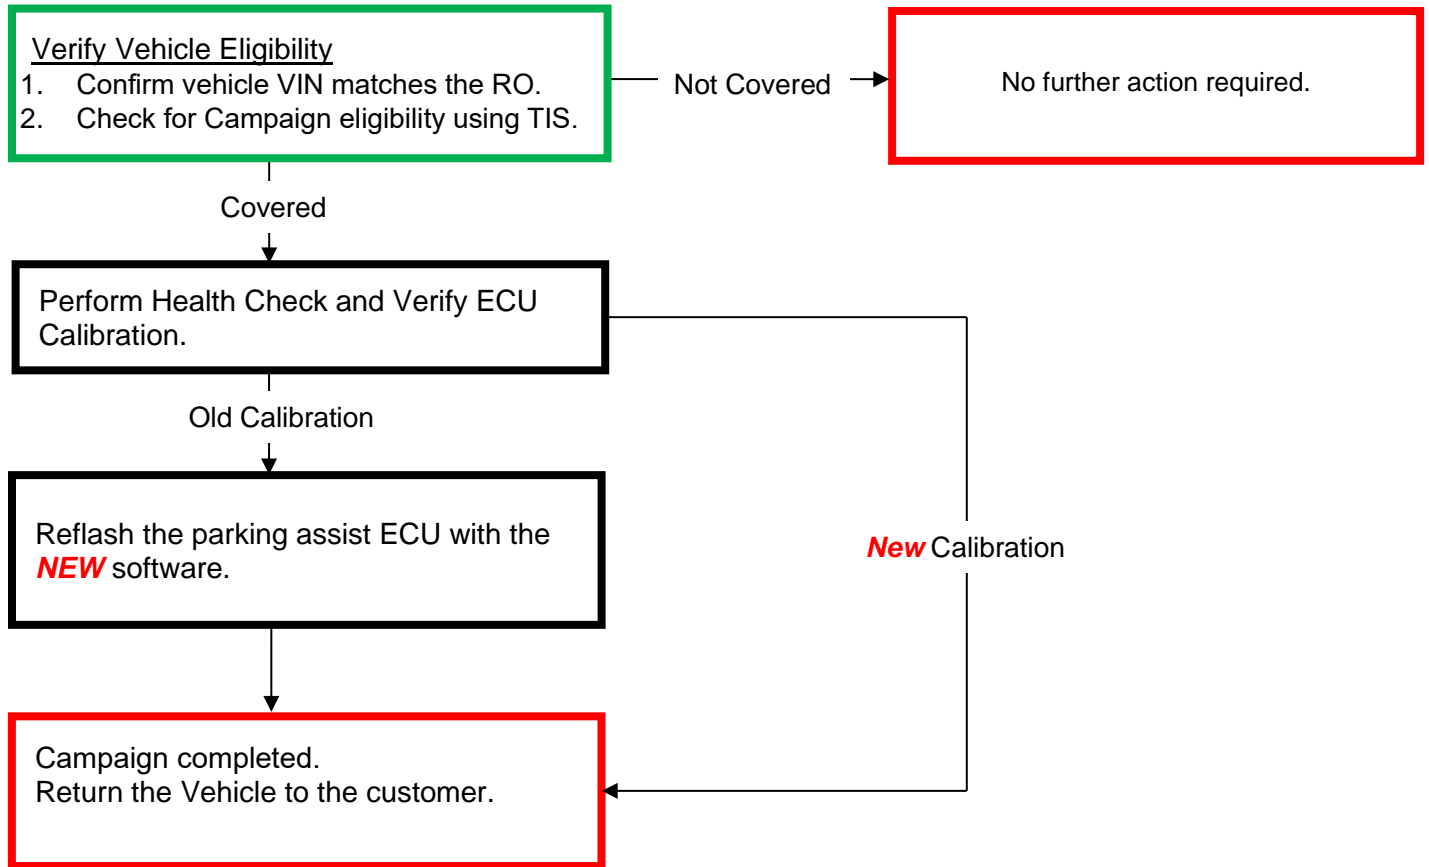 Verify Vehicle Eligibility
1. Confirm vehicle VIN matches the RO.
2. Check for Campaign eligibility using TIS.
Not Covered
No further action required.
Covered
Perform Health Check and Verify ECU
Calibration.
Old Calibration
Reflash the parking assist ECU with the
NEW software.
New Calibration
Campaign completed.
Return the Vehicle to the customer.